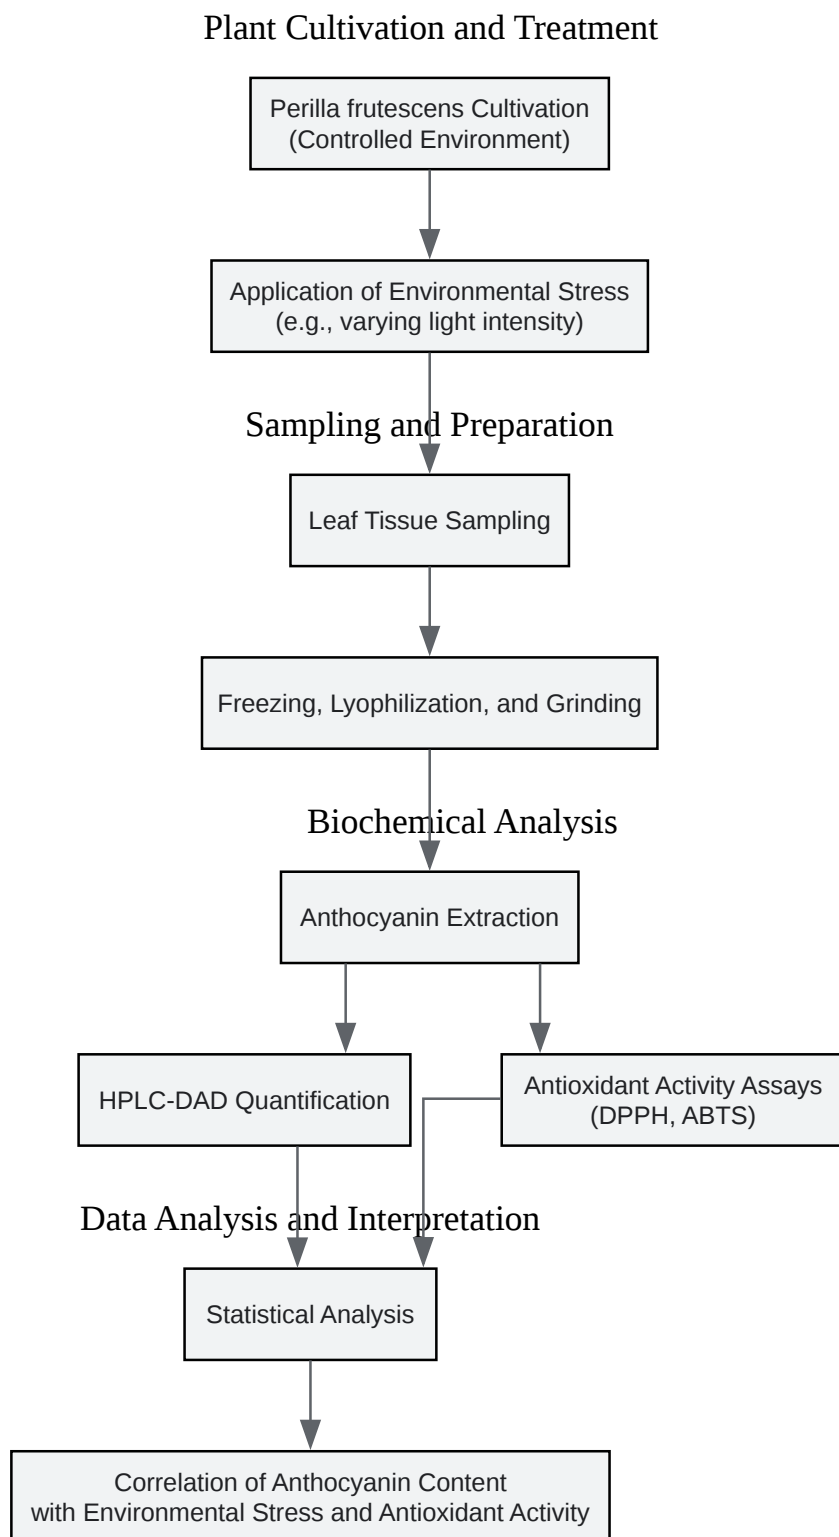 Plant Cultivation and Treatment
Perilla frutescens Cultivation
(Controlled Environment)
Application of Environmental Stress
(e.g., varying light intensity)
Sampling and Preparation
Leaf Tissue Sampling
Freezing, Lyophilization, and Grinding
Biochemical Analysis
Anthocyanin Extraction
HPLC-DAD Quantification
Antioxidant Activity Assays
(DPPH, ABTS)
Data Analysis and Interpretation
Statistical Analysis
Correlation of Anthocyanin Content
with Environmental Stress and Antioxidant Activity